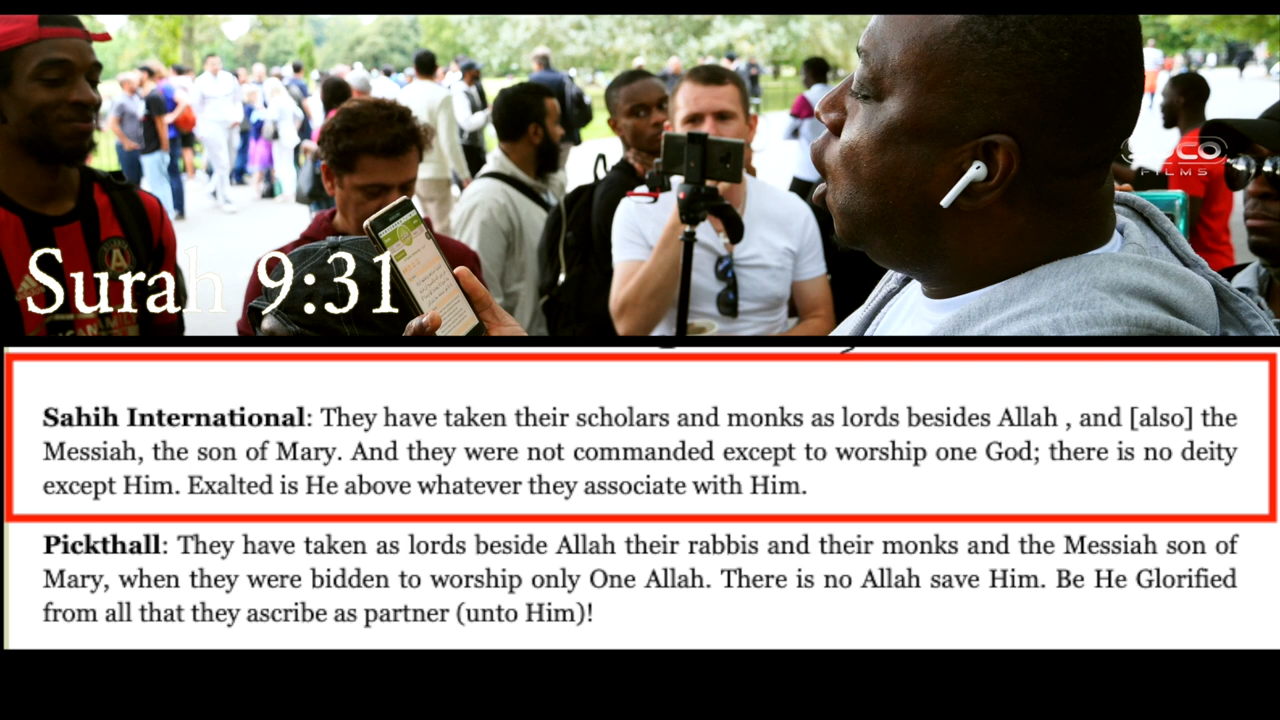 CO
FILMS
Surah 9:31
Sahih International: They have taken their scholars and monks as lords besides Allah , and [also] the
Messiah, the son of Mary. And they were not commanded except to worship one God; there is no deity
except Him. Exalted is He above whatever they associate with Him.
Pickthall: They have taken as lords beside Allah their rabbis and their monks and the Messiah son of
Mary, when they were bidden to worship only One Allah. There is no Allah save Him. Be He Glorified
from all that they ascribe as partner (unto Him)!